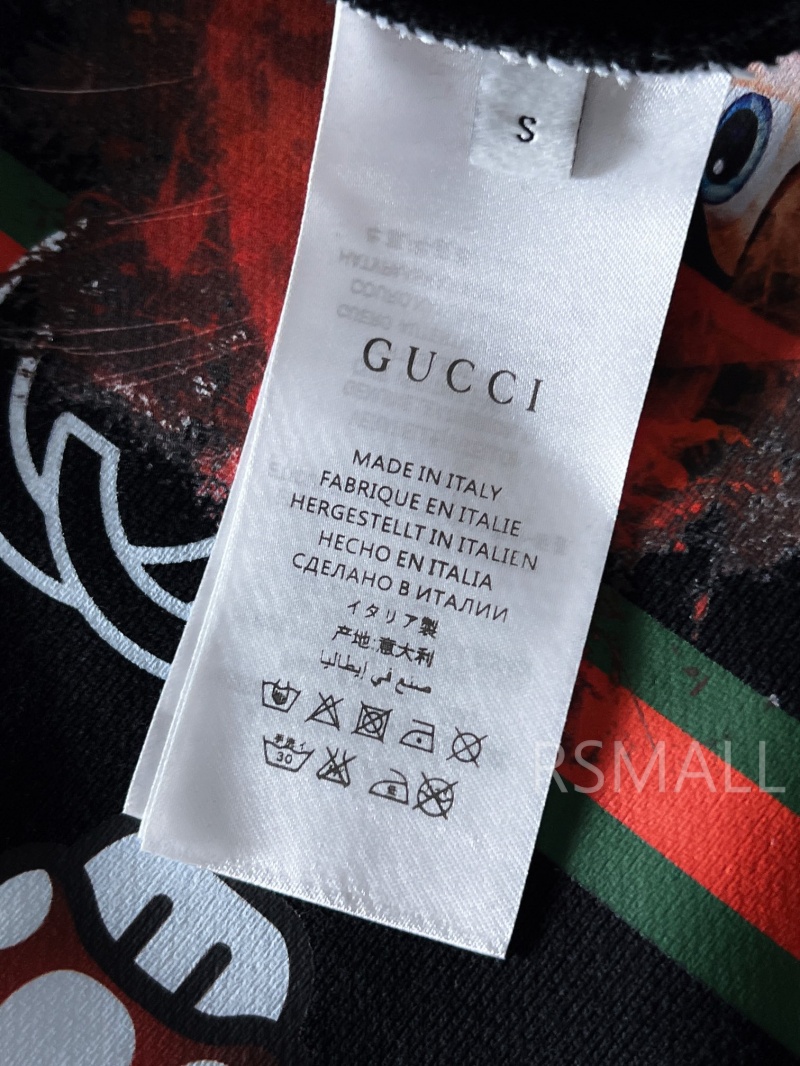 S
GUCCI
MADE IN ITALY
FABRIQUE EN ITALIE
HERGESTELLT IN ITALIEN
HECHO EN ITALIA
СДЕЛАНО В ИТАЛИИ
イタリア製
产地:意大利
صنع في إيطاليا
30
RSMALL